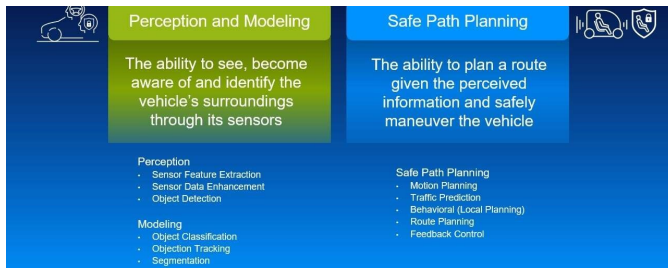 Perception and Modeling
The ability to see, become
aware of and identify the
vehicle's surroundings
through its sensors
Perception
• Sensor Feature Extraction
• Sensor Data Enhancement
• Object Detection
Modeling
• Object Classification
• Objection Tracking
• Segmentation
Safe Path Planning
The ability to plan a route
given the perceived
information and safely
maneuver the vehicle
Safe Path Planning
• Motion Planning
• Traffic Prediction
• Behavioral (Local Planning)
• Route Planning
• Feedback Control